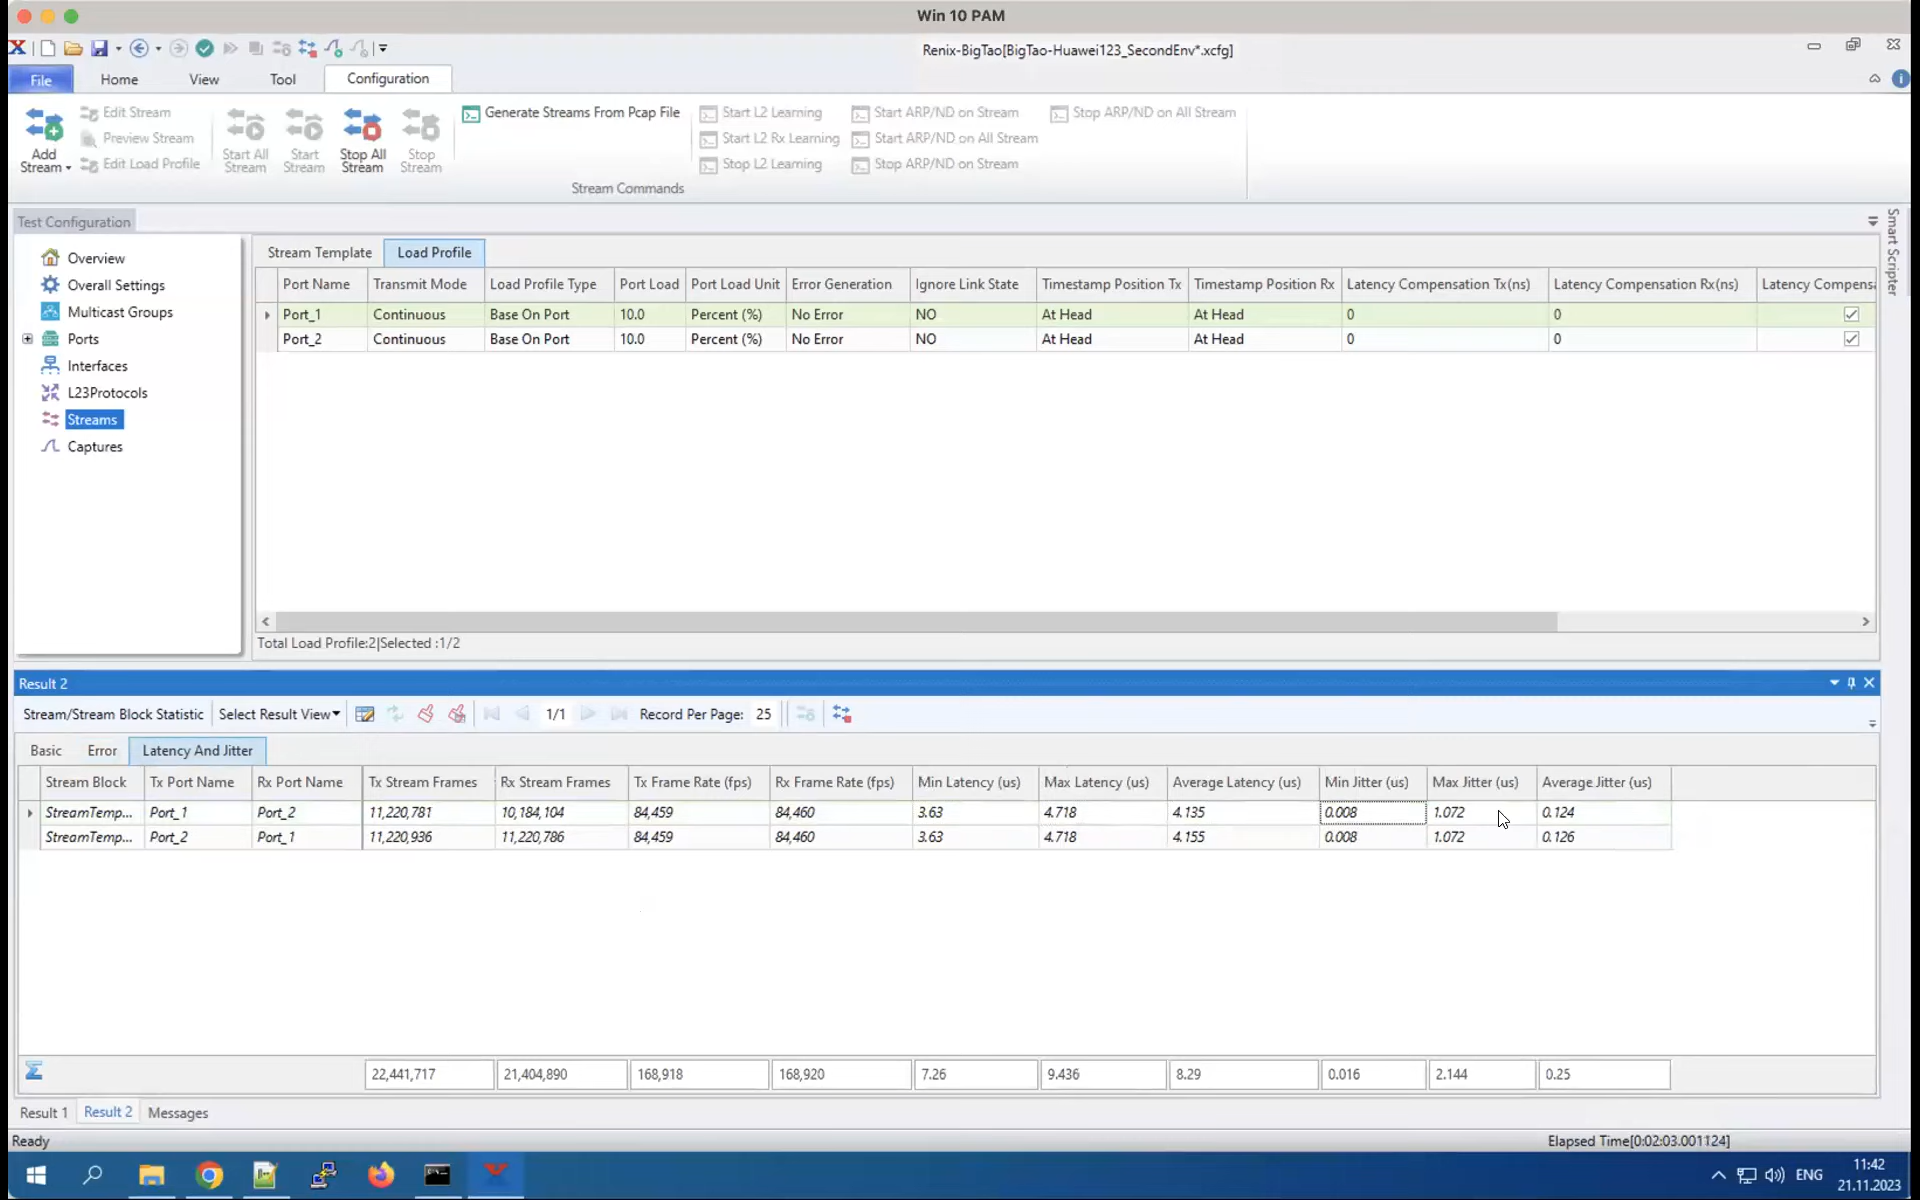 Win 10 PAM
Renix-BigTao[BigTao-Huawei123_SecondEnv*.xcfg]
File Home View Tool Configuration
Add Stream
Edit Stream
Preview Stream
Edit Load Profile
Start All Stream
Start Stream
Stop All Stream
Stop Stream
Generate Streams From Pcap File
Start L2 Learning
Start L2 Rx Learning
Stop L2 Learning
Start ARP/ND on Stream
Start ARP/ND on All Stream
Stop ARP/ND on Stream
Stop ARP/ND on All Stream
Stream Commands
Test Configuration
Smart Scripter
Overview
Overall Settings
Multicast Groups
Ports
Interfaces
L23Protocols
Streams
Captures
Stream Template Load Profile
Port Name Transmit Mode Load Profile Type Port Load Port Load Unit Error Generation Ignore Link State Timestamp Position Tx Timestamp Position Rx Latency Compensation Tx(ns) Latency Compensation Rx(ns) Latency Compensa
Port_1 Continuous Base On Port 10.0 Percent (%) No Error NO At Head At Head 0 0
Port_2 Continuous Base On Port 10.0 Percent (%) No Error NO At Head At Head 0 0
Total Load Profile:2|Selected :1/2
Result 2
Stream/Stream Block Statistic Select Result View 1/1 Record Per Page: 25
Basic Error Latency And Jitter
Stream Block Tx Port Name Rx Port Name Tx Stream Frames Rx Stream Frames Tx Frame Rate (fps) Rx Frame Rate (fps) Min Latency (us) Max Latency (us) Average Latency (us) Min Jitter (us) Max Jitter (us) Average Jitter (us)
StreamTemp... Port_1 Port_2 11,220,781 10,184,104 84,459 84,460 3.63 4.718 4.135 0.008 1.072 0.124
StreamTemp... Port_2 Port_1 11,220,936 11,220,786 84,459 84,460 3.63 4.718 4.155 0.008 1.072 0.126
22,441,717 21,404,890 168,918 168,920 7.26 9.436 8.29 0.016 2.144 0.25
Result 1 Result 2 Messages
Ready Elapsed Time[0:02:03.001124]
ENG 11:42
21.11.2023